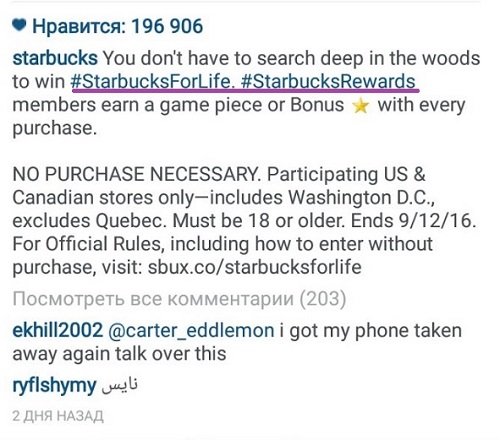 Нравится: 196 906
starbucks You don't have to search deep in the woods
to win #StarbucksForLife. #StarbucksRewards
members earn a game piece or Bonus ⭐ with every
purchase.
NO PURCHASE NECESSARY. Participating US &
Canadian stores only—includes Washington D.C.,
excludes Quebec. Must be 18 or older. Ends 9/12/16.
For Official Rules, including how to enter without
purchase, visit: sbux.co/starbucksforlife
Посмотреть все комментарии (203)
ekhill2002 @carter_eddlemon i got my phone taken
away again talk over this
ryflshymy نايس
2 ДНЯ НАЗАД